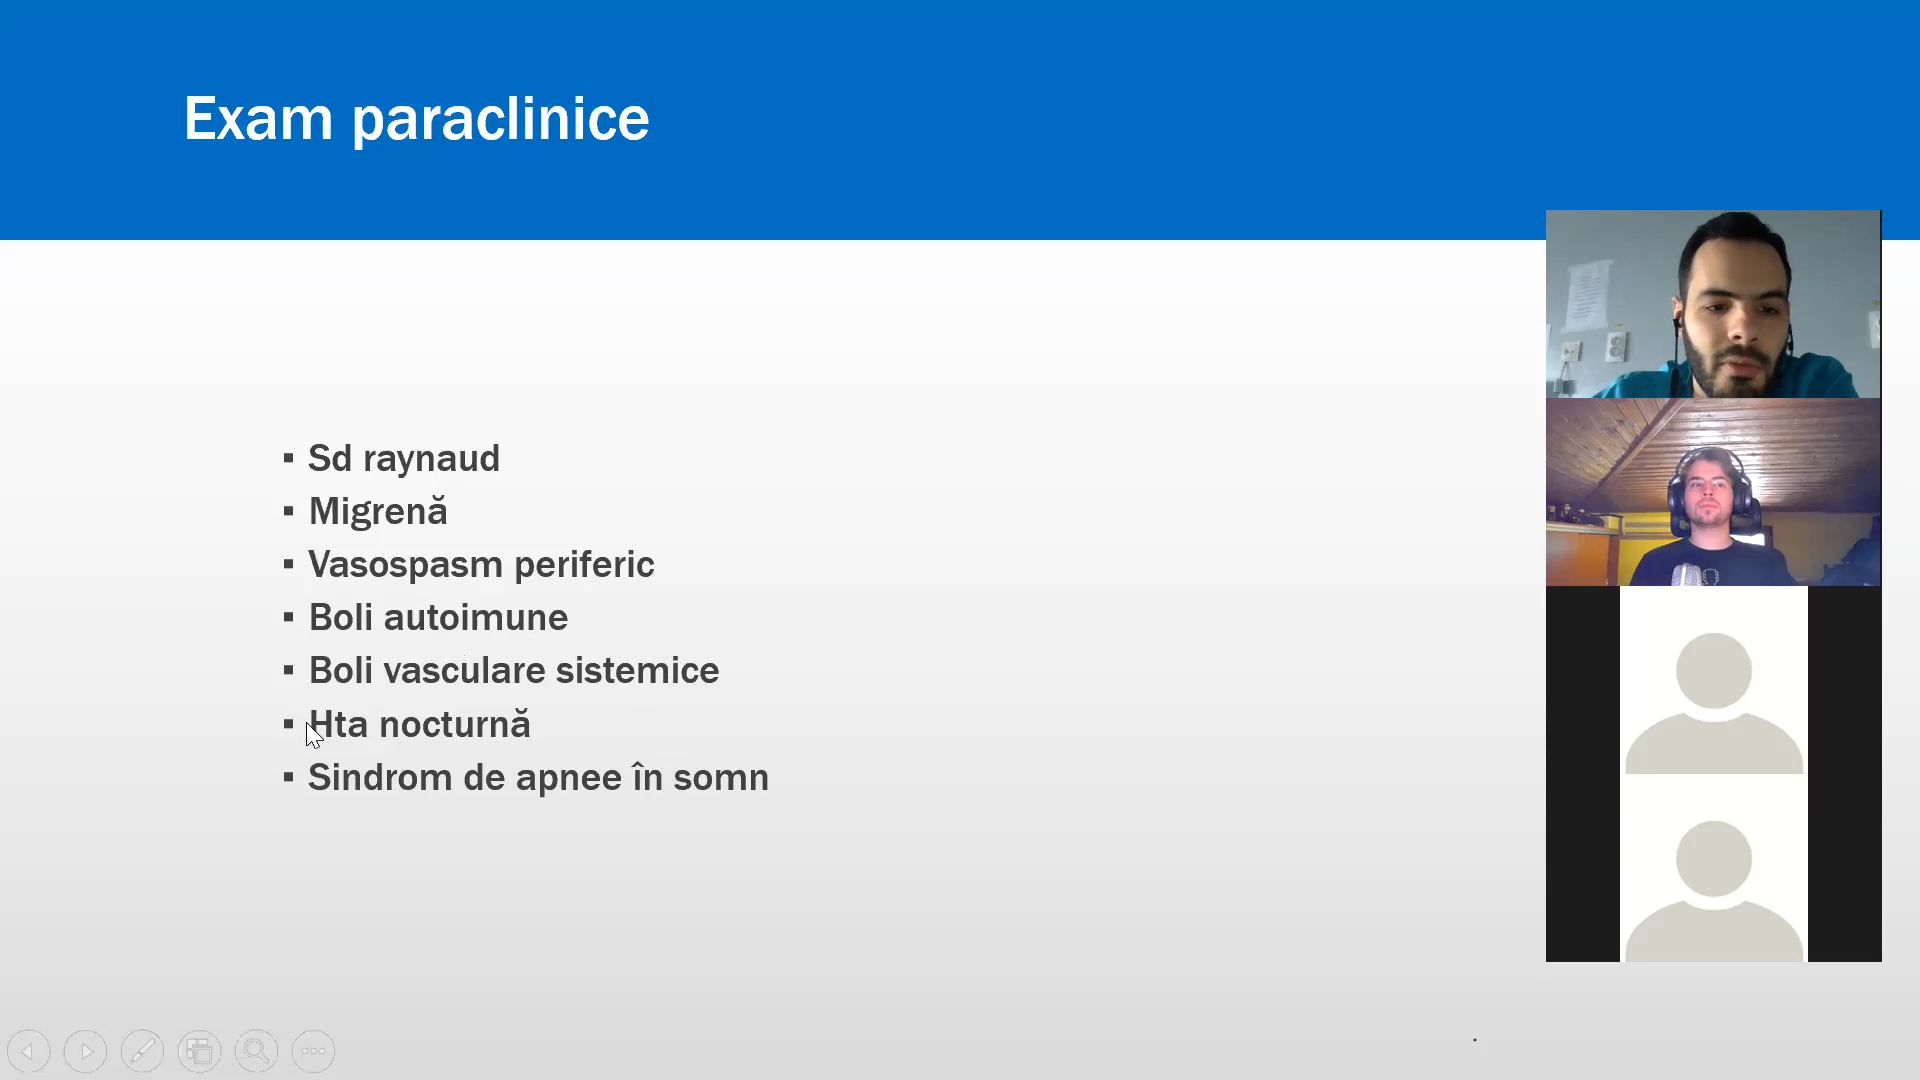 Exam paraclinice
▪ Sd raynaud
▪ Migrenă
▪ Vasospasm periferic
▪ Boli autoimune
▪ Boli vasculare sistemice
▪ Hta nocturnă
▪ Sindrom de apnee în somn